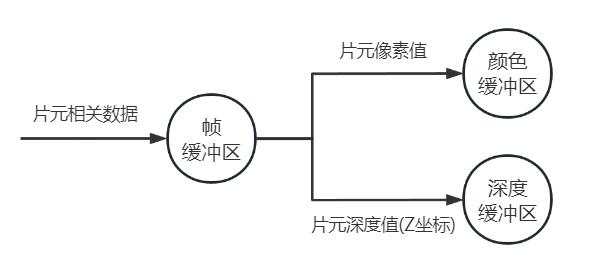 片元相关数据
帧
缓冲区
片元像素值
颜色
缓冲区
片元深度值(Z坐标)
深度
缓冲区